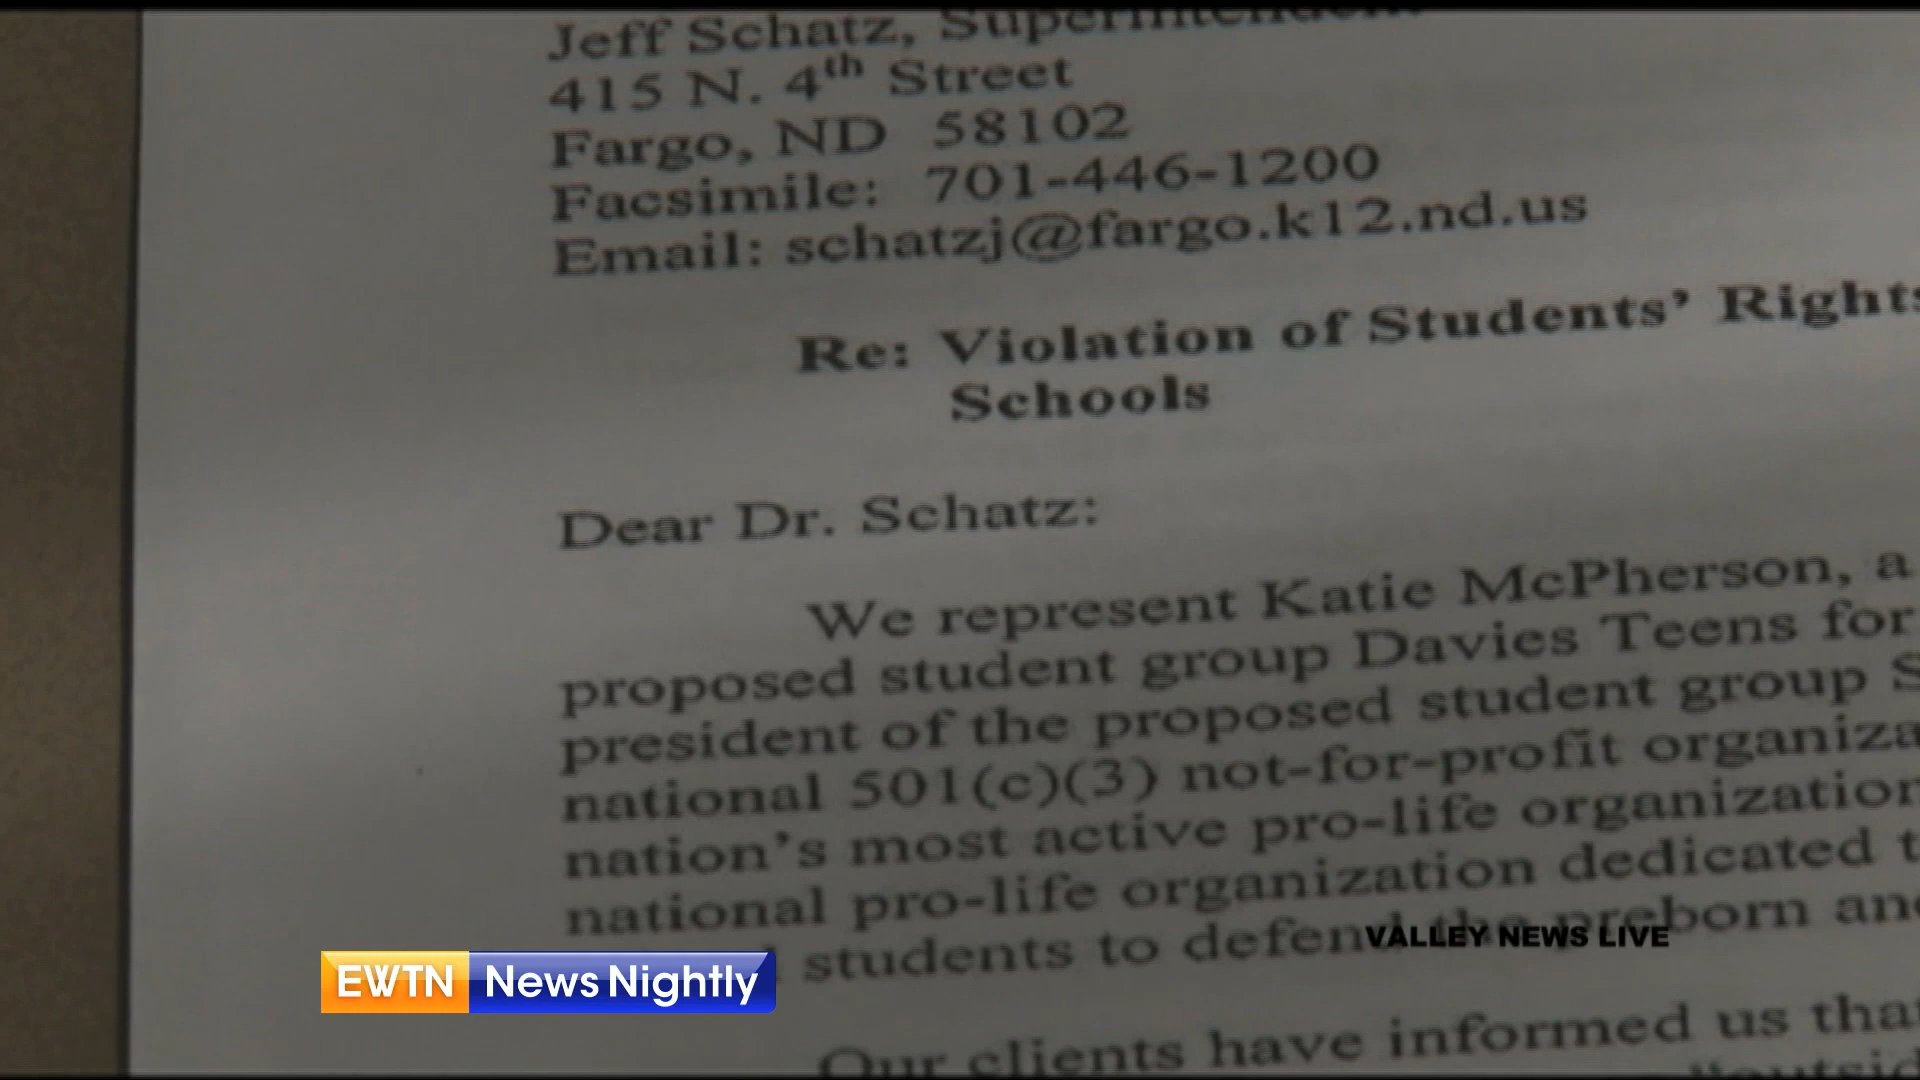 Jeff Schatz, Superintendent
415 N. 4th Street
Fargo, ND 58102
Facsimile: 701-446-1200
Email: schatzj@fargo.k12.nd.us
Re: Violation of Students' Rights
Schools
Dear Dr. Schatz:
We represent Katie McPherson, a
proposed student group Davies Teens for
president of the proposed student group S
national 501(c)(3) not-for-profit organiza
nation's most active pro-life organization
national pro-life organization dedicated t
students to defend the preborn and
VALLEY NEWS LIVE
EWTN News Nightly
Our clients have informed us that
"outsid